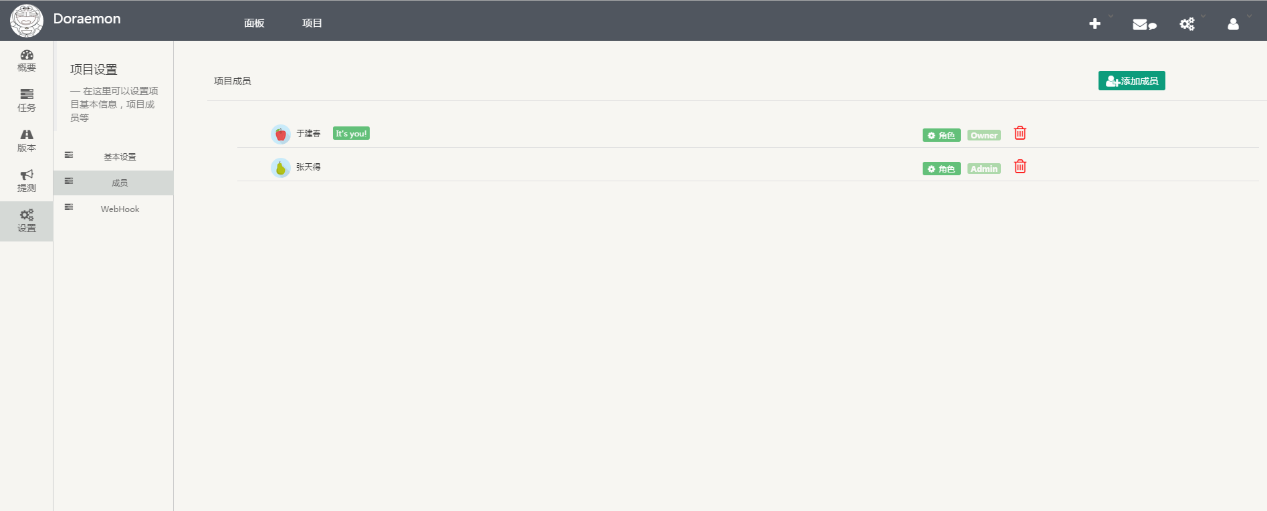 Doraemon
面板
项目
概要
任务
版本
提测
设置
项目设置
— 在这里可以设置项
目基本信息，项目成
员等
基本设置
成员
WebHook
项目成员
添加成员
于建春 It's you! 角色 Owner
张天得 角色 Admin